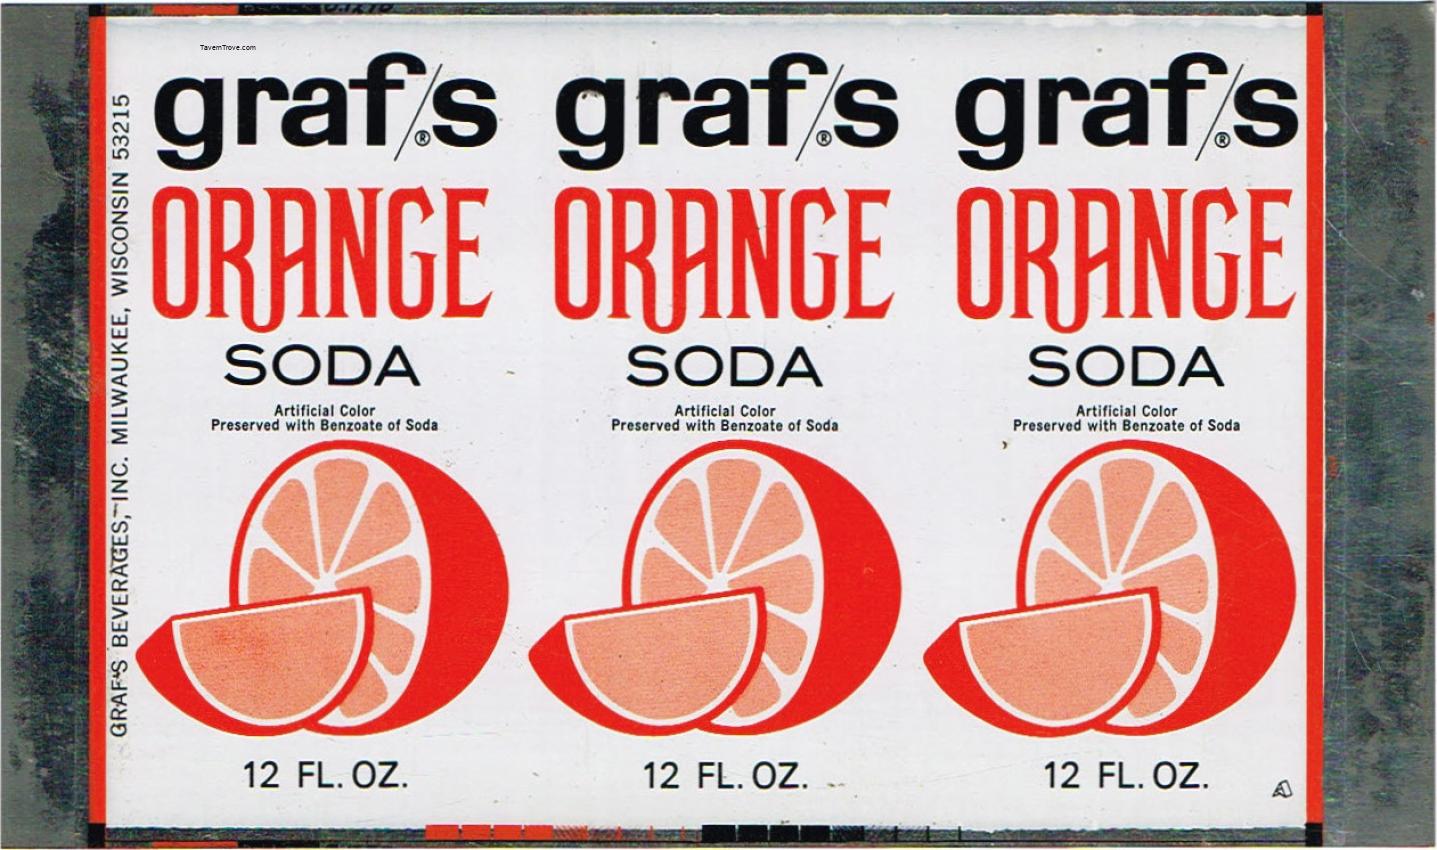 TavernTrove.com
graf's®
ORANGE
SODA
Artificial Color
Preserved with Benzoate of Soda
12 FL. OZ.
graf's®
ORANGE
SODA
Artificial Color
Preserved with Benzoate of Soda
12 FL. OZ.
graf's®
ORANGE
SODA
Artificial Color
Preserved with Benzoate of Soda
12 FL. OZ.
GRAF'S BEVERAGES, INC. MILWAUKEE, WISCONSIN 53215